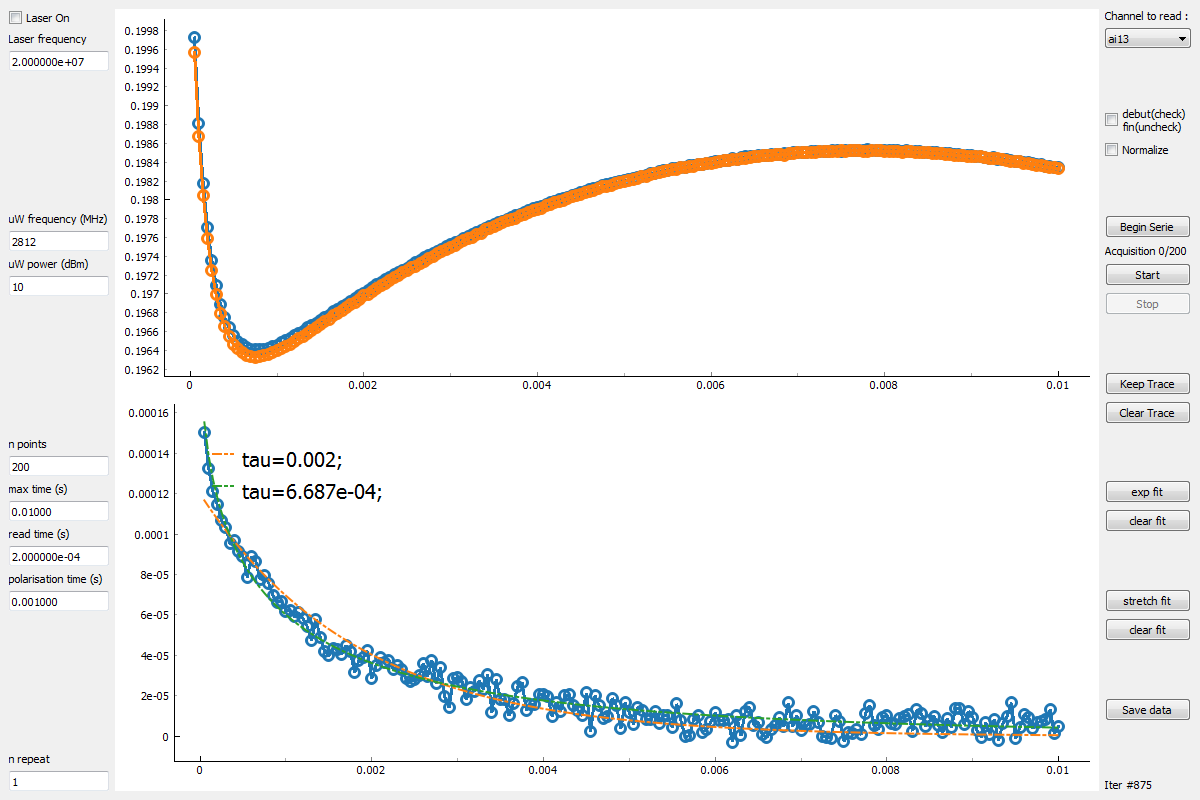 Laser On
Laser frequency
2.000000e+07
uW frequency (MHz)
2812
uW power (dBm)
10
n points
200
max time (s)
0.01000
read time (s)
2.000000e-04
polarisation time (s)
0.001000
n repeat
1
0.1998
0.1996
0.1994
0.1992
0.199
0.1988
0.1986
0.1984
0.1982
0.198
0.1978
0.1976
0.1974
0.1972
0.197
0.1968
0.1966
0.1964
0.1962
0 0.002 0.004 0.006 0.008 0.01
0.00016
0.00014
0.00012
0.0001
8e-05
6e-05
4e-05
2e-05
0
tau=0.002;
tau=6.687e-04;
0 0.002 0.004 0.006 0.008 0.01
Channel to read :
ai13
debut(check)
fin(uncheck)
Normalize
Begin Serie
Acquisition 0/200
Start
Stop
Keep Trace
Clear Trace
exp fit
clear fit
stretch fit
clear fit
Save data
Iter #875